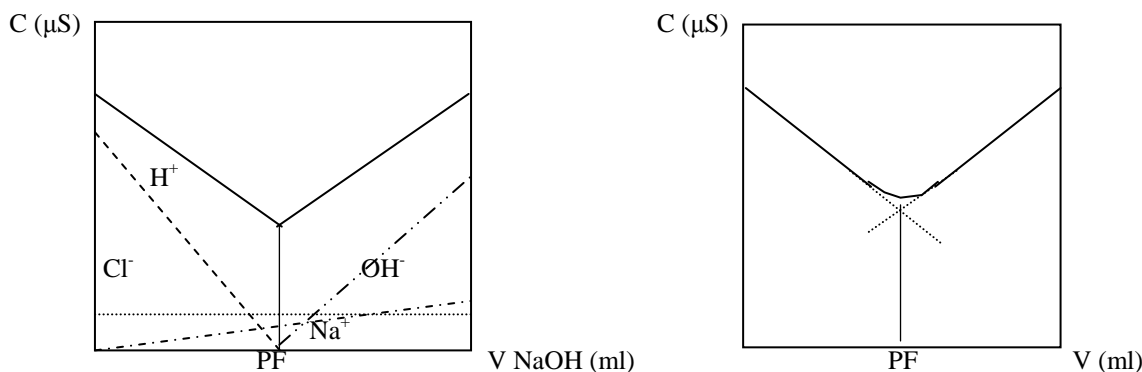 C (μS)
H⁺
Cl⁻
OH⁻
Na⁺
PF
V NaOH (ml)
C (μS)
PF
V (ml)